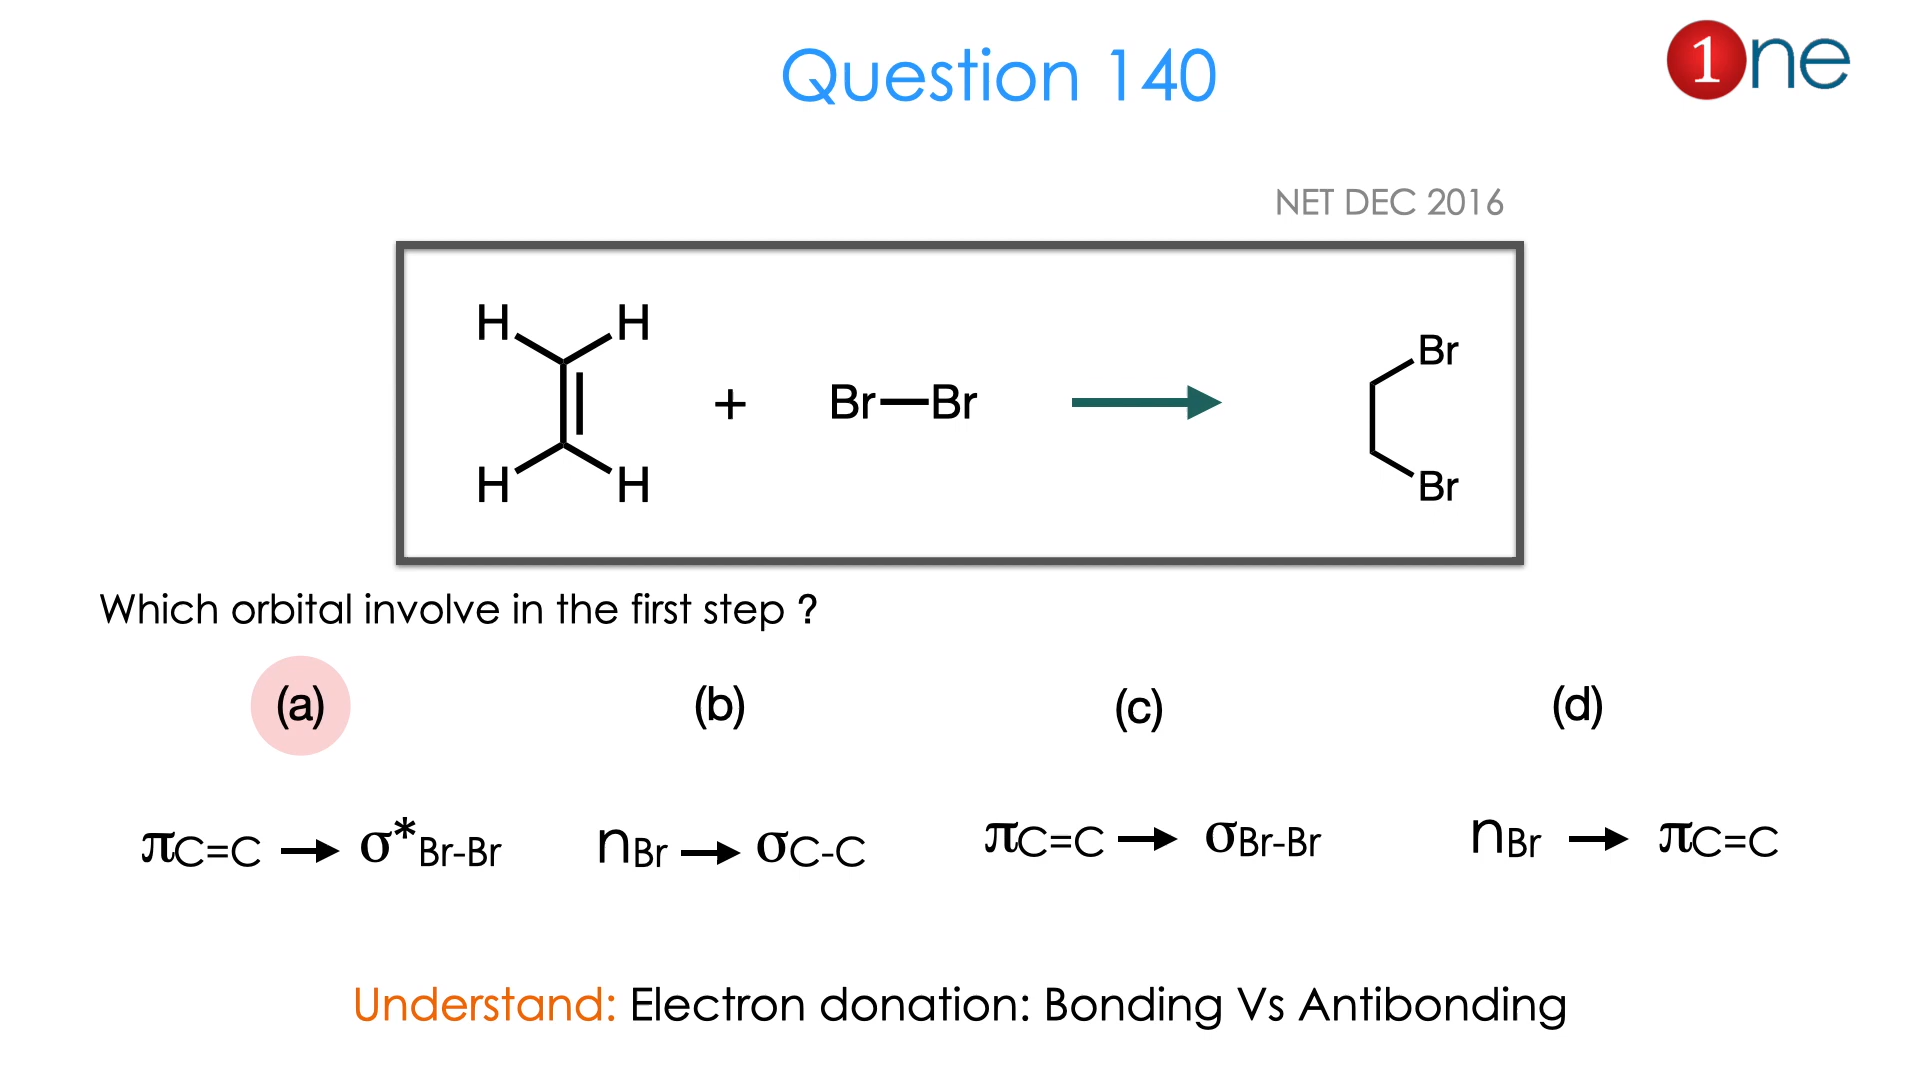 Question 140
1ne
NET DEC 2016
H H
H H
+
Br—Br
Br
Br
Which orbital involve in the first step ?
(a) (b) (c) (d)
πC=C → σ*Br-Br nBr → σC-C πC=C → σBr-Br nBr → πC=C
Understand: Electron donation: Bonding Vs Antibonding